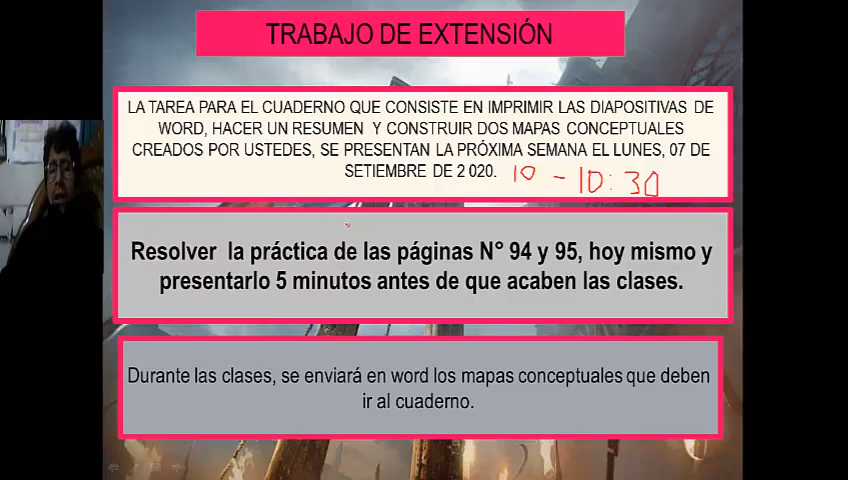 TRABAJO DE EXTENSIÓN
LA TAREA PARA EL CUADERNO QUE CONSISTE EN IMPRIMIR LAS DIAPOSITIVAS DE
WORD, HACER UN RESUMEN Y CONSTRUIR DOS MAPAS CONCEPTUALES
CREADOS POR USTEDES, SE PRESENTAN LA PRÓXIMA SEMANA EL LUNES, 07 DE
SETIEMBRE DE 2 020. 10 - 10:30
Resolver la práctica de las páginas N° 94 y 95, hoy mismo y
presentarlo 5 minutos antes de que acaben las clases.
Durante las clases, se enviará en word los mapas conceptuales que deben
ir al cuaderno.